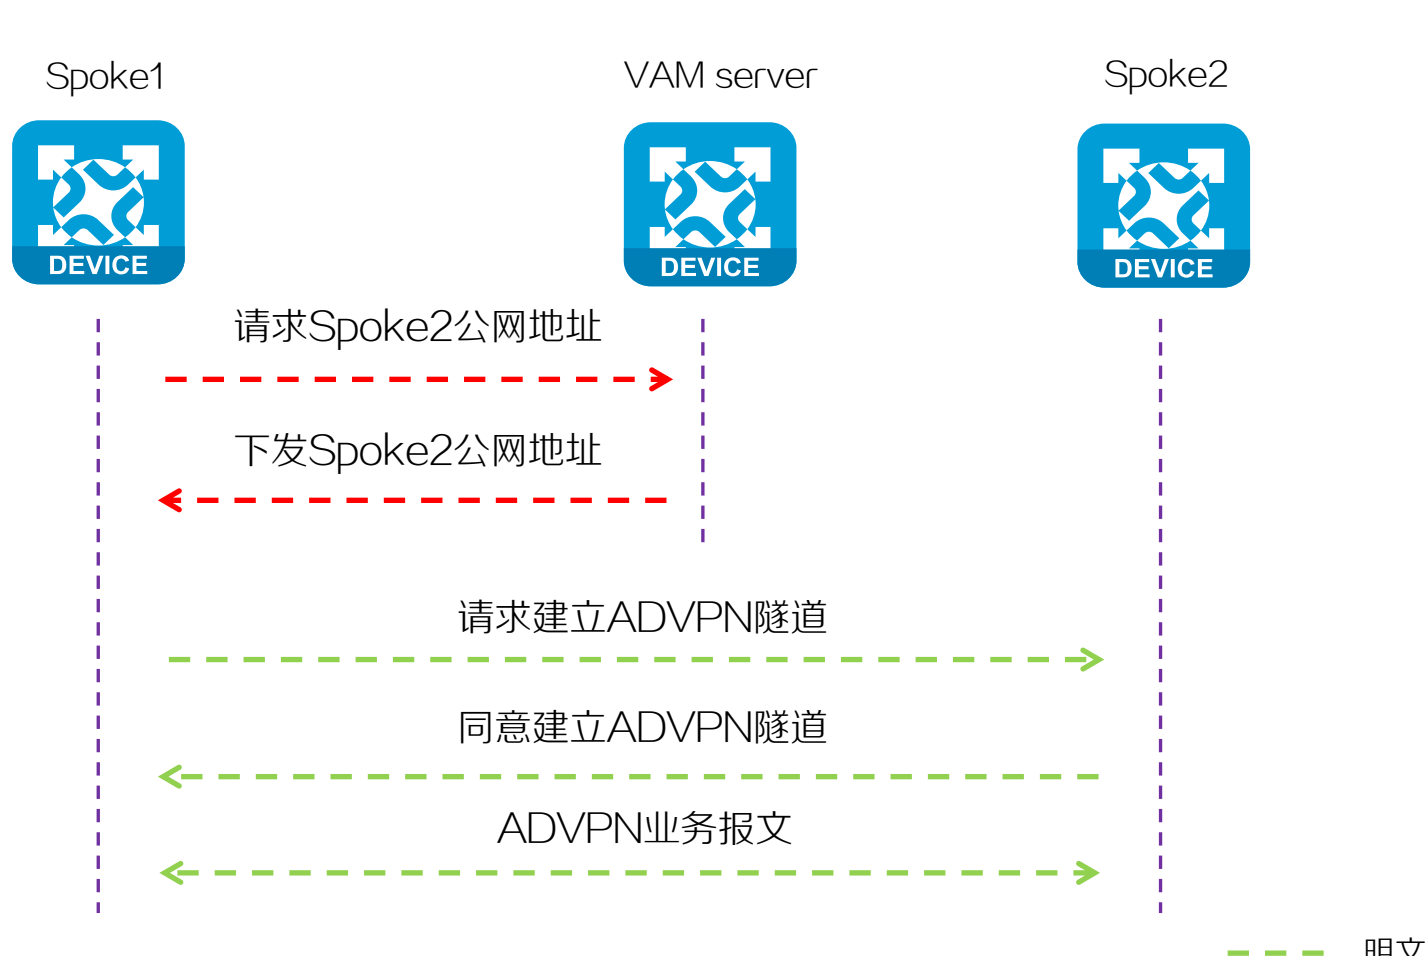 Spoke1
VAM server
Spoke2
DEVICE
DEVICE
DEVICE
请求Spoke2公网地址
下发Spoke2公网地址
请求建立ADVPN隧道
同意建立ADVPN隧道
ADVPN业务报文
明文